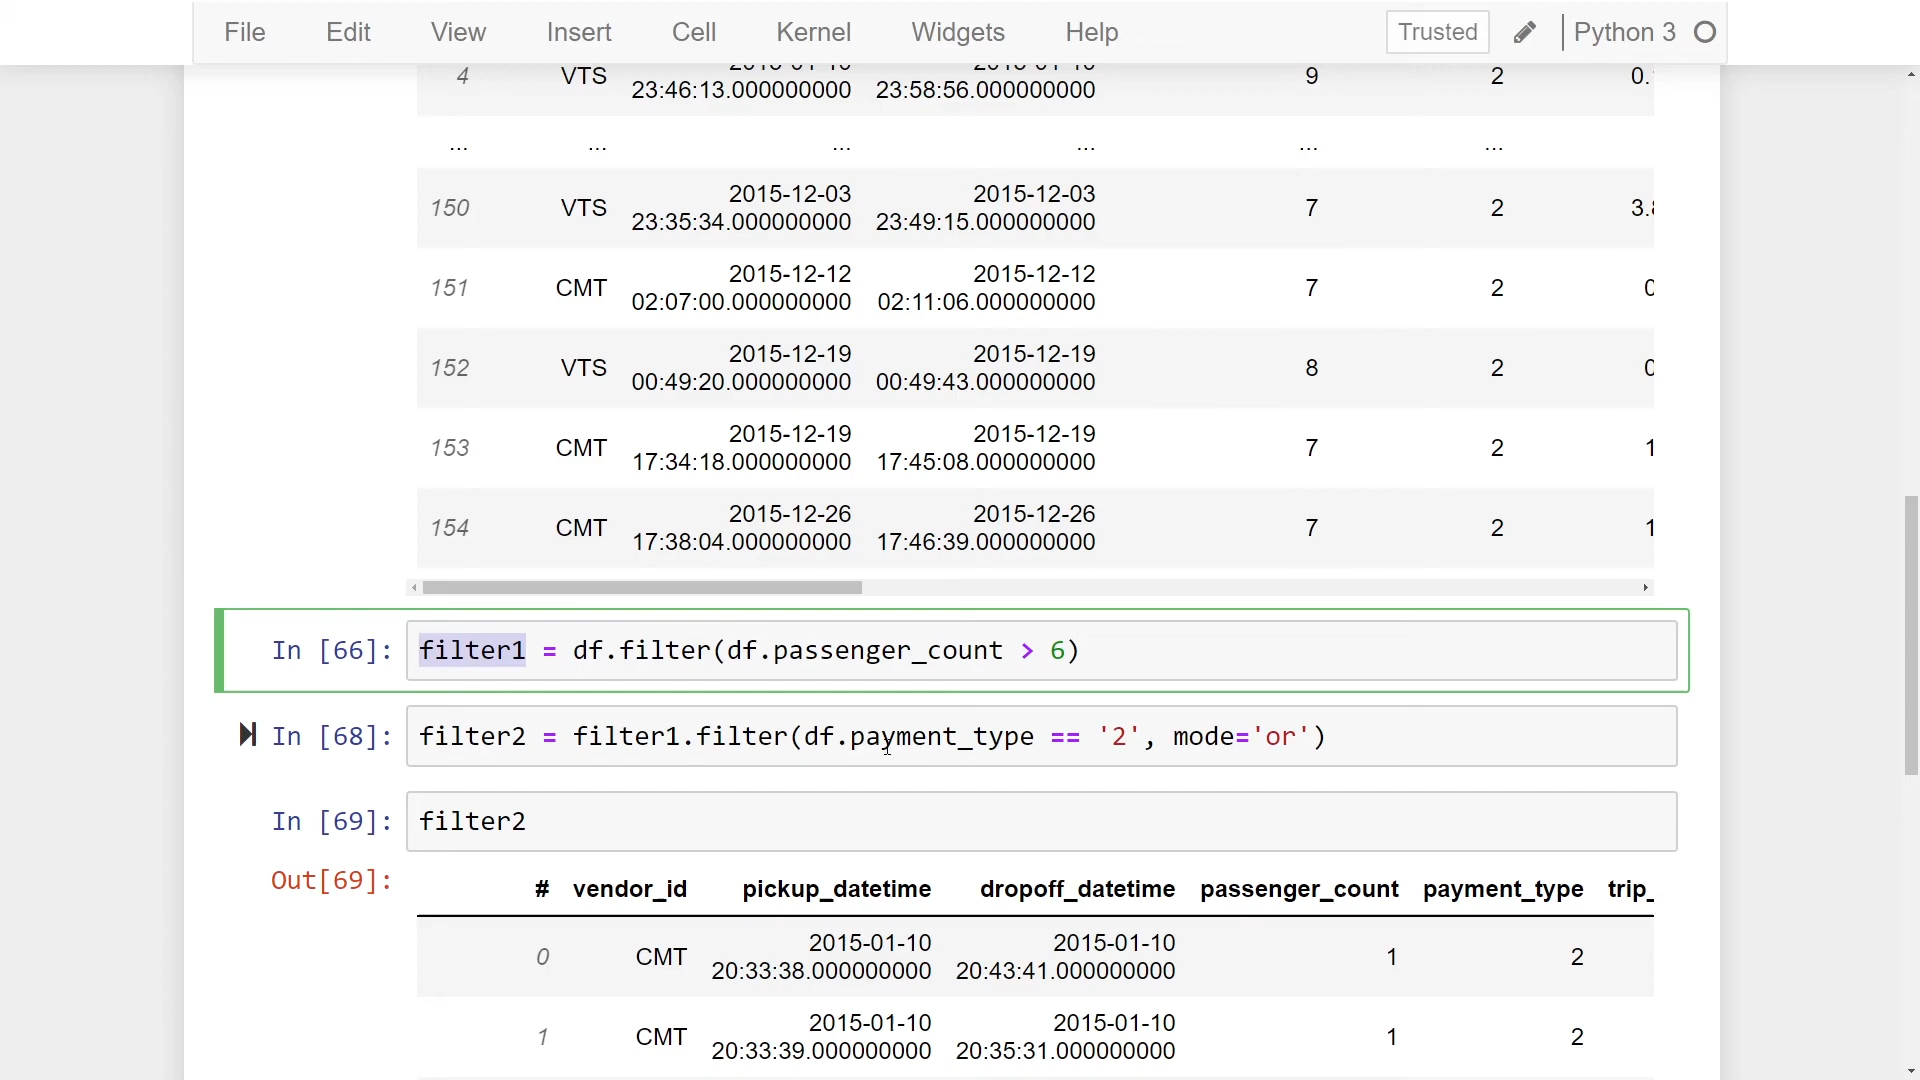 File Edit View Insert Cell Kernel Widgets Help Trusted Python 3
4 VTS 23:46:13.000000000 23:58:56.000000000 9 2 0.
... ... ... ... ... ...
2015-12-03 2015-12-03
150 VTS 7 2 3.8
23:35:34.000000000 23:49:15.000000000
2015-12-12 2015-12-12
151 CMT 7 2 0
02:07:00.000000000 02:11:06.000000000
2015-12-19 2015-12-19
152 VTS 8 2 0
00:49:20.000000000 00:49:43.000000000
2015-12-19 2015-12-19
153 CMT 7 2 1
17:34:18.000000000 17:45:08.000000000
2015-12-26 2015-12-26
154 CMT 7 2 1
17:38:04.000000000 17:46:39.000000000
In [66]: filter1 = df.filter(df.passenger_count > 6)
In [68]: filter2 = filter1.filter(df.payment_type == '2', mode='or')
In [69]: filter2
Out[69]:
# vendor_id pickup_datetime dropoff_datetime passenger_count payment_type trip_
2015-01-10 2015-01-10
0 CMT 1 2
20:33:38.000000000 20:43:41.000000000
2015-01-10 2015-01-10
1 CMT 1 2
20:33:39.000000000 20:35:31.000000000